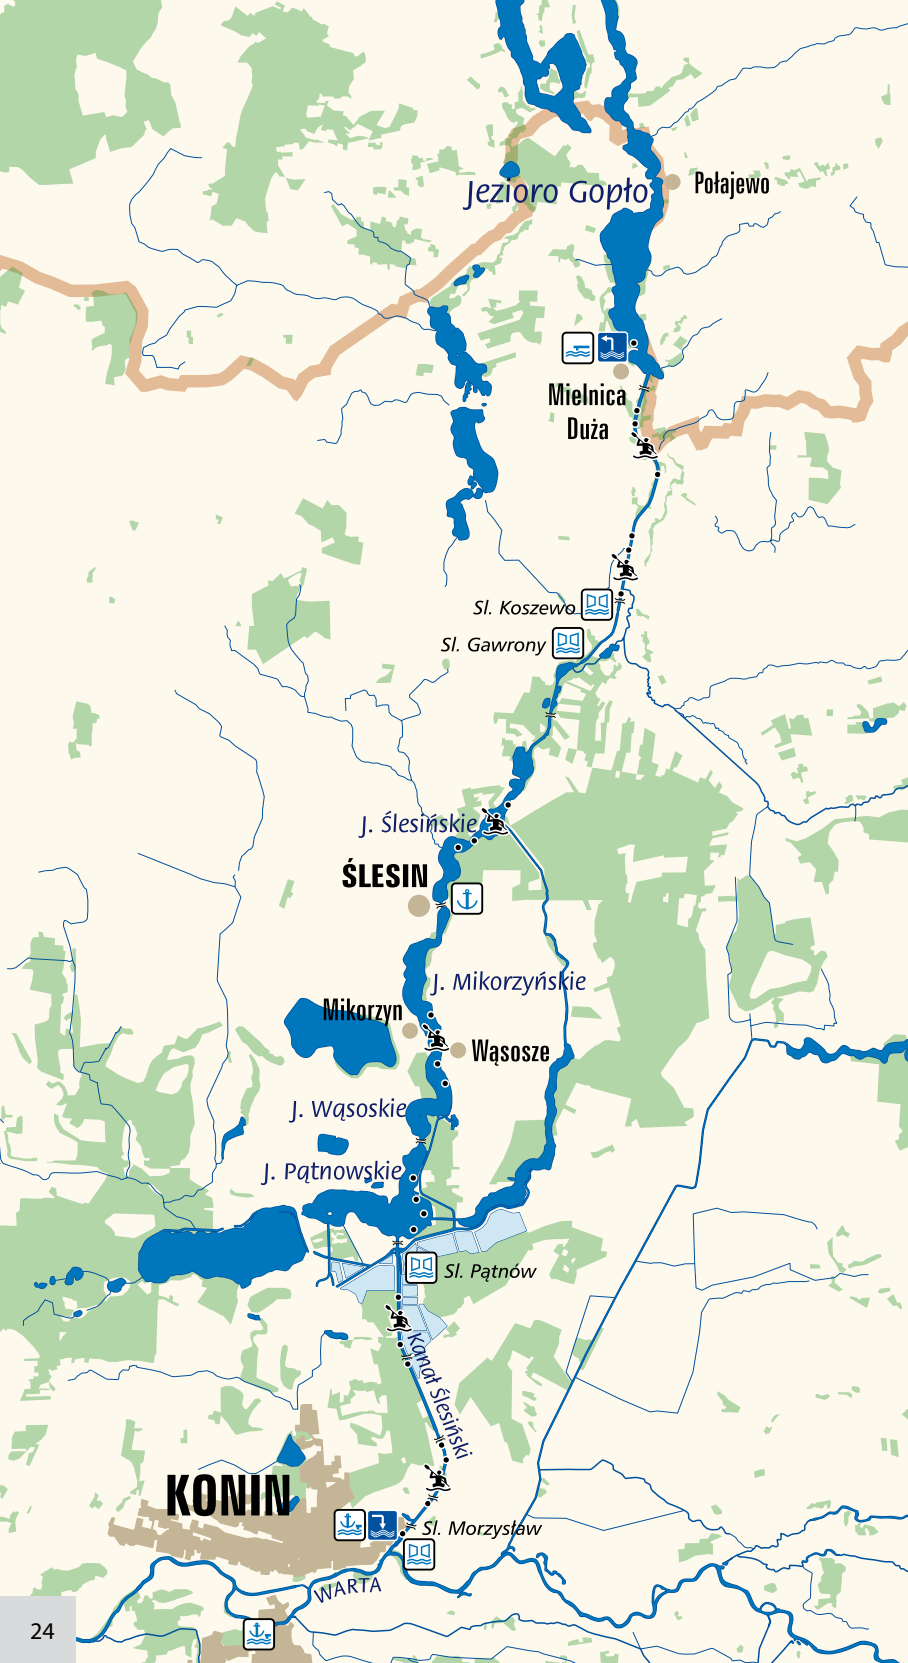 Jezioro Gopło
Połajewo
Mielnica
Duża
Sl. Koszewo
Sl. Gawrony
J. Ślesińskie
ŚLESIN
J. Mikorzyńskie
Mikorzyn
Wąsosze
J. Wąsoskie
J. Pątnowskie
Sl. Pątnów
Kanał Ślesiński
KONIN
Sl. Morzysław
WARTA
24